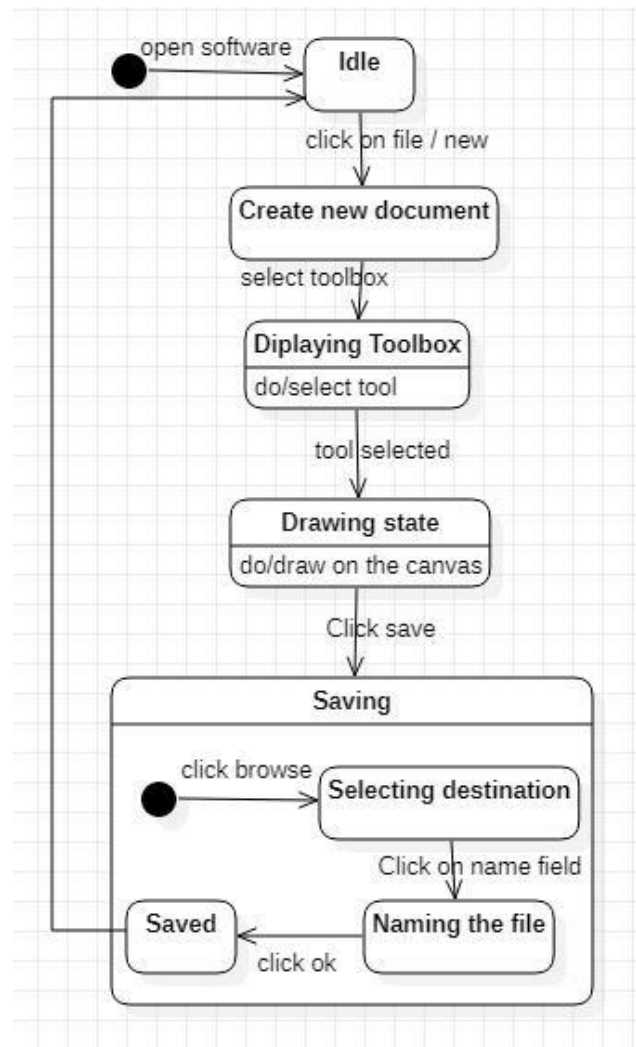 open software
Idle
click on file / new
Create new document
select toolbox
Diplaying Toolbox
do/select tool
tool selected
Drawing state
do/draw on the canvas
Click save
Saving
click browse
Selecting destination
Click on name field
Saved
Naming the file
click ok